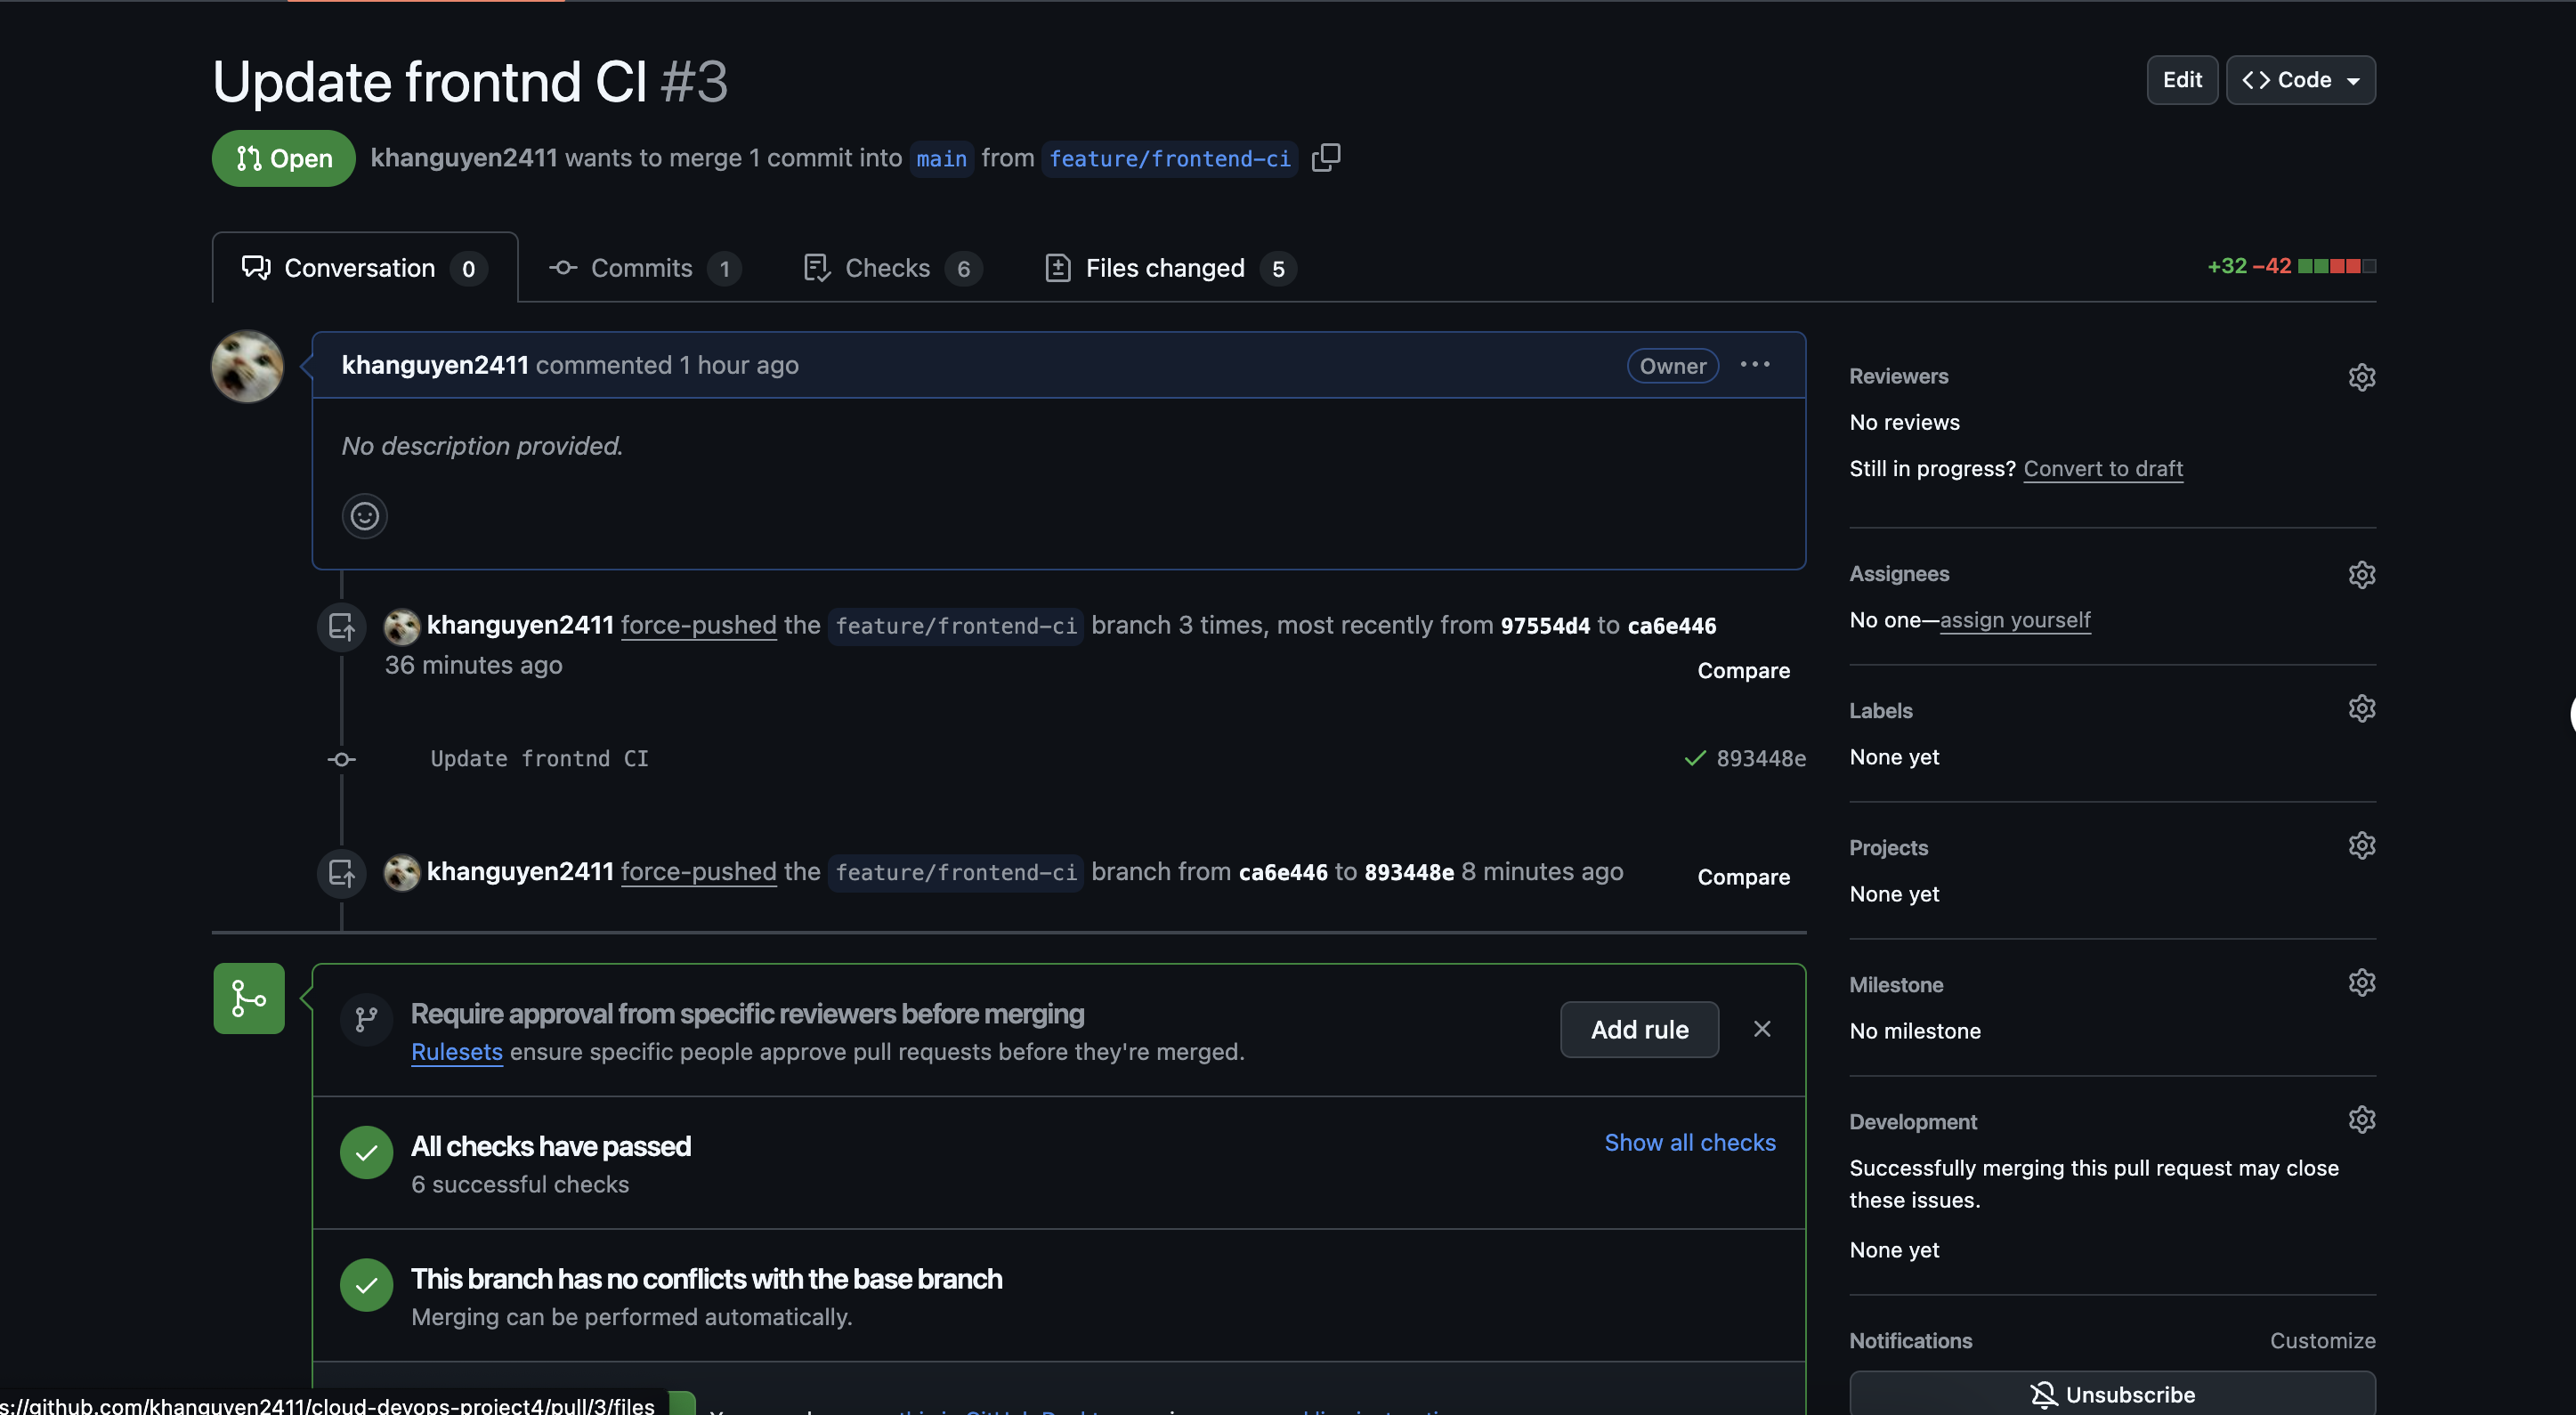 Update frontnd CI #3
Edit
Code
Open
khanguyen2411 wants to merge 1 commit into main from feature/frontend-ci
Conversation 0
Commits 1
Checks 6
Files changed 5
+32 −42
khanguyen2411 commented 1 hour ago
Owner
No description provided.
khanguyen2411 force-pushed the feature/frontend-ci branch 3 times, most recently from 97554d4 to ca6e446
36 minutes ago
Compare
Update frontnd CI
893448e
khanguyen2411 force-pushed the feature/frontend-ci branch from ca6e446 to 893448e 8 minutes ago
Compare
Require approval from specific reviewers before merging
Rulesets ensure specific people approve pull requests before they're merged.
Add rule
All checks have passed
6 successful checks
Show all checks
This branch has no conflicts with the base branch
Merging can be performed automatically.
s://github.com/khanguyen2411/cloud-devops-project4/pull/3/files
Reviewers
No reviews
Still in progress? Convert to draft
Assignees
No one—assign yourself
Labels
None yet
Projects
None yet
Milestone
No milestone
Development
Successfully merging this pull request may close
these issues.
None yet
Notifications
Customize
Unsubscribe